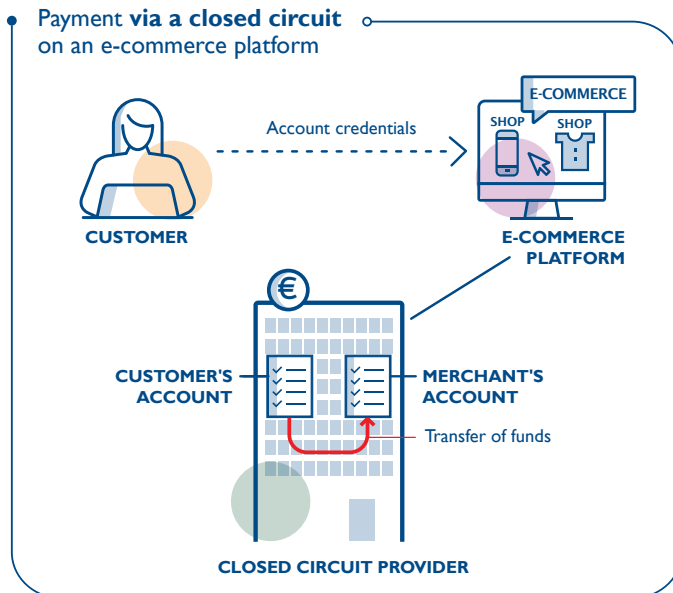 Payment via a closed circuit
on an e-commerce platform
E-COMMERCE
SHOP
SHOP
Account credentials
CUSTOMER
E-COMMERCE
PLATFORM
€
CUSTOMER'S
ACCOUNT
MERCHANT'S
ACCOUNT
Transfer of funds
CLOSED CIRCUIT PROVIDER